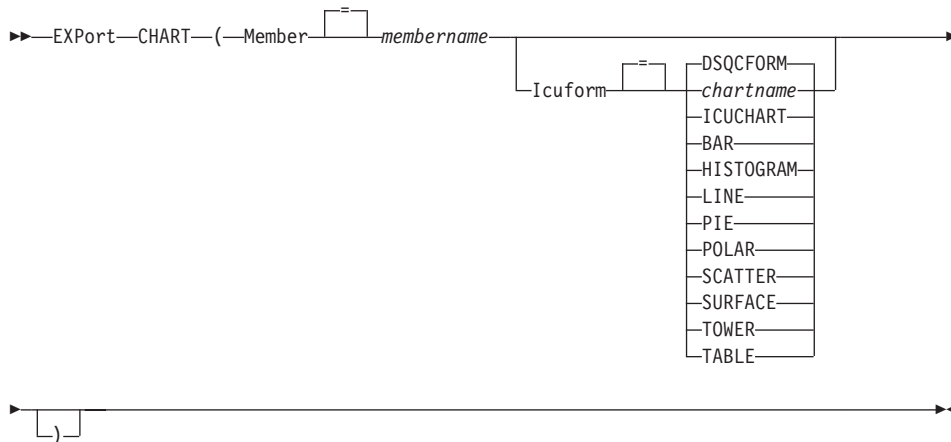 =
EXPort CHART ( Member membername
= DSQCFORM
Icuform chartname
ICUCHART
BAR
HISTOGRAM
LINE
PIE
POLAR
SCATTER
SURFACE
TOWER
TABLE
)